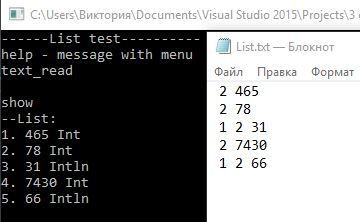 C:\Users\Виктория\Documents\Visual Studio 2015\Projects\3
------List test----------
help - message with menu
text_read
show
--List:
1. 465 Int
2. 78 Int
3. 31 Intln
4. 7430 Int
5. 66 Intln
List.txt — Блокнот
Файл Правка Формат
2 465
2 78
1 2 31
2 7430
1 2 66